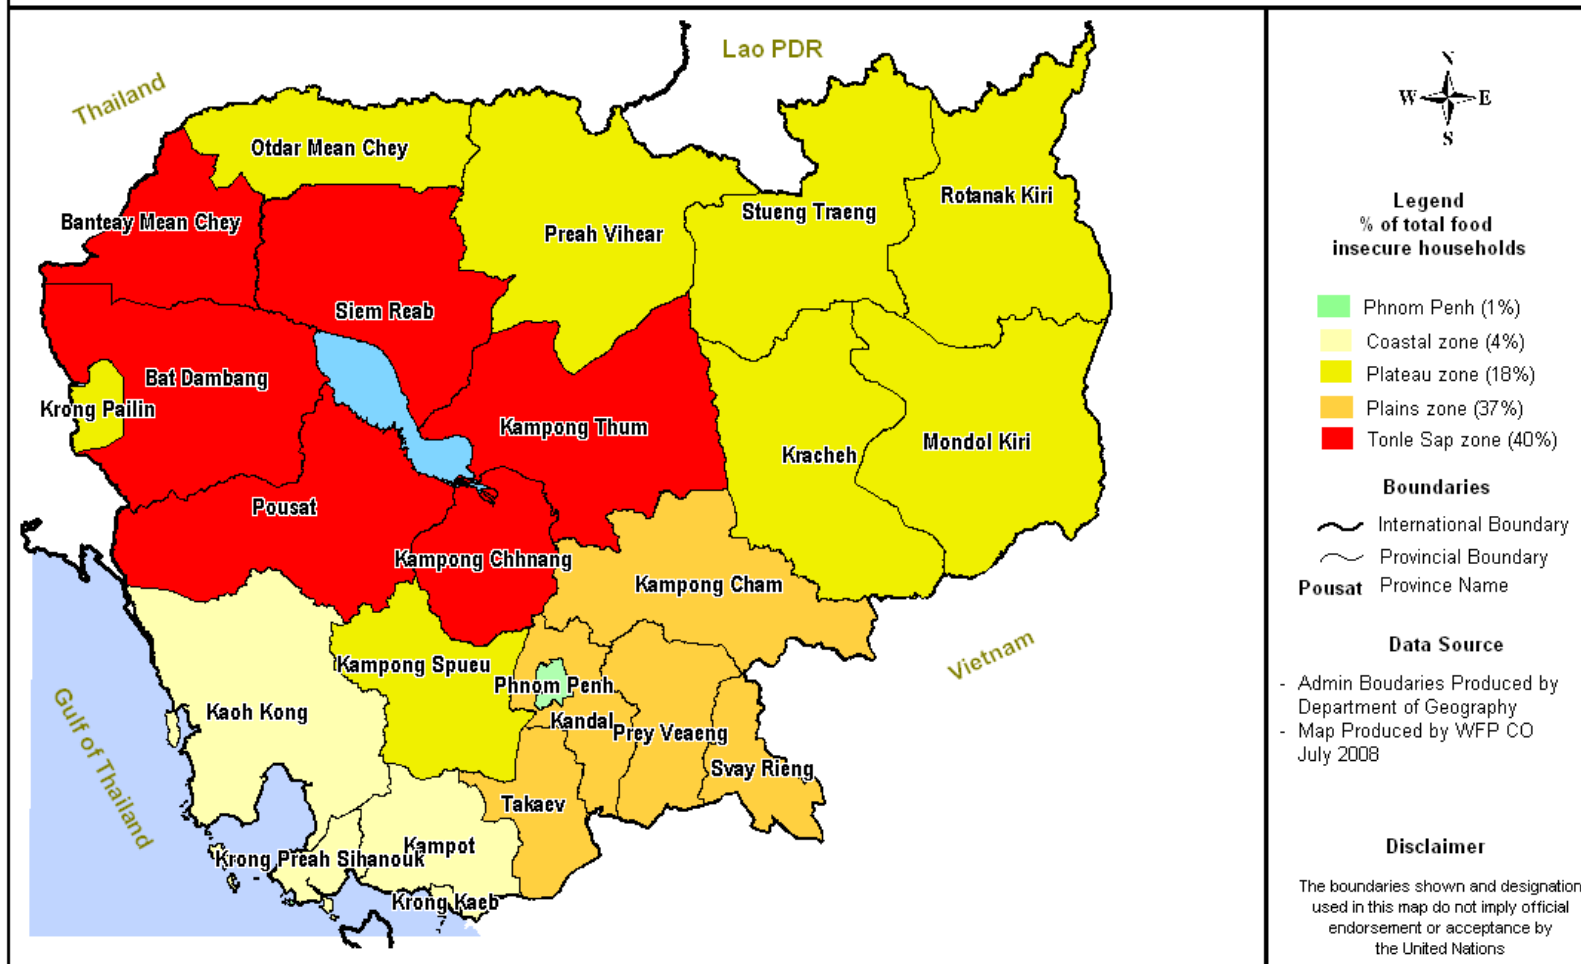 Lao PDR
Thailand
Otdar Mean Chey
Rotanak Kiri
Stueng Traeng
Banteay Mean Chey
Preah Vihear
Siem Reab
Bat Dambang
Krong Pailin
Kampong Thum
Mondol Kiri
Kracheh
Pousat
Kampong Chhnang
Kampong Cham
Vietnam
Kampong Spueu
Phnom Penh
Kaoh Kong
Kandal
Prey Veaeng
Svay Rieng
Gulf of Thailand
Takaev
Kampot
Krong Preah Sihanouk
Krong Kaeb
N
W E
S
Legend
% of total food
insecure households
Phnom Penh (1%)
Coastal zone (4%)
Plateau zone (18%)
Plains zone (37%)
Tonle Sap zone (40%)
Boundaries
International Boundary
Provincial Boundary
Pousat Province Name
Data Source
- Admin Boudaries Produced by
Department of Geography
- Map Produced by WFP CO
July 2008
Disclaimer
The boundaries shown and designation
used in this map do not imply official
endorsement or acceptance by
the United Nations